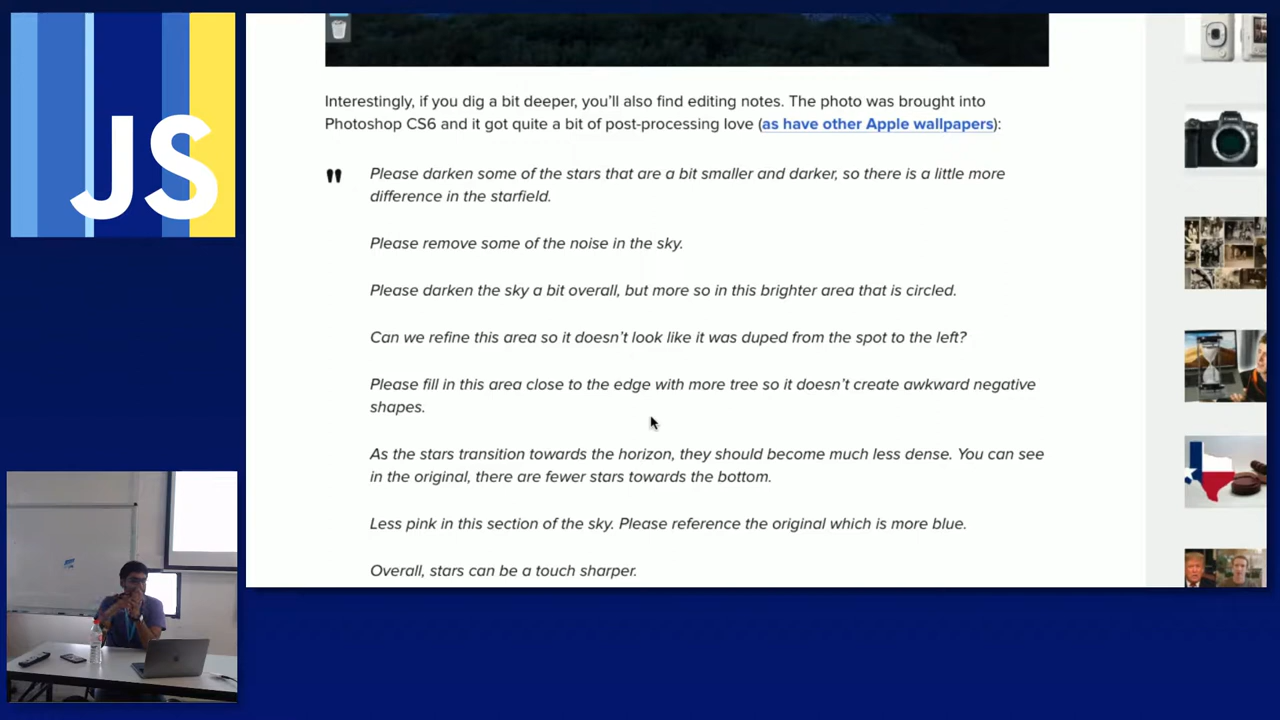 JS
Interestingly, if you dig a bit deeper, you’ll also find editing notes. The photo was brought into
Photoshop CS6 and it got quite a bit of post-processing love (as have other Apple wallpapers):
" Please darken some of the stars that are a bit smaller and darker, so there is a little more
difference in the starfield.
Please remove some of the noise in the sky.
Please darken the sky a bit overall, but more so in this brighter area that is circled.
Can we refine this area so it doesn’t look like it was duped from the spot to the left?
Please fill in this area close to the edge with more tree so it doesn’t create awkward negative
shapes.
As the stars transition towards the horizon, they should become much less dense. You can see
in the original, there are fewer stars towards the bottom.
Less pink in this section of the sky. Please reference the original which is more blue.
Overall, stars can be a touch sharper.